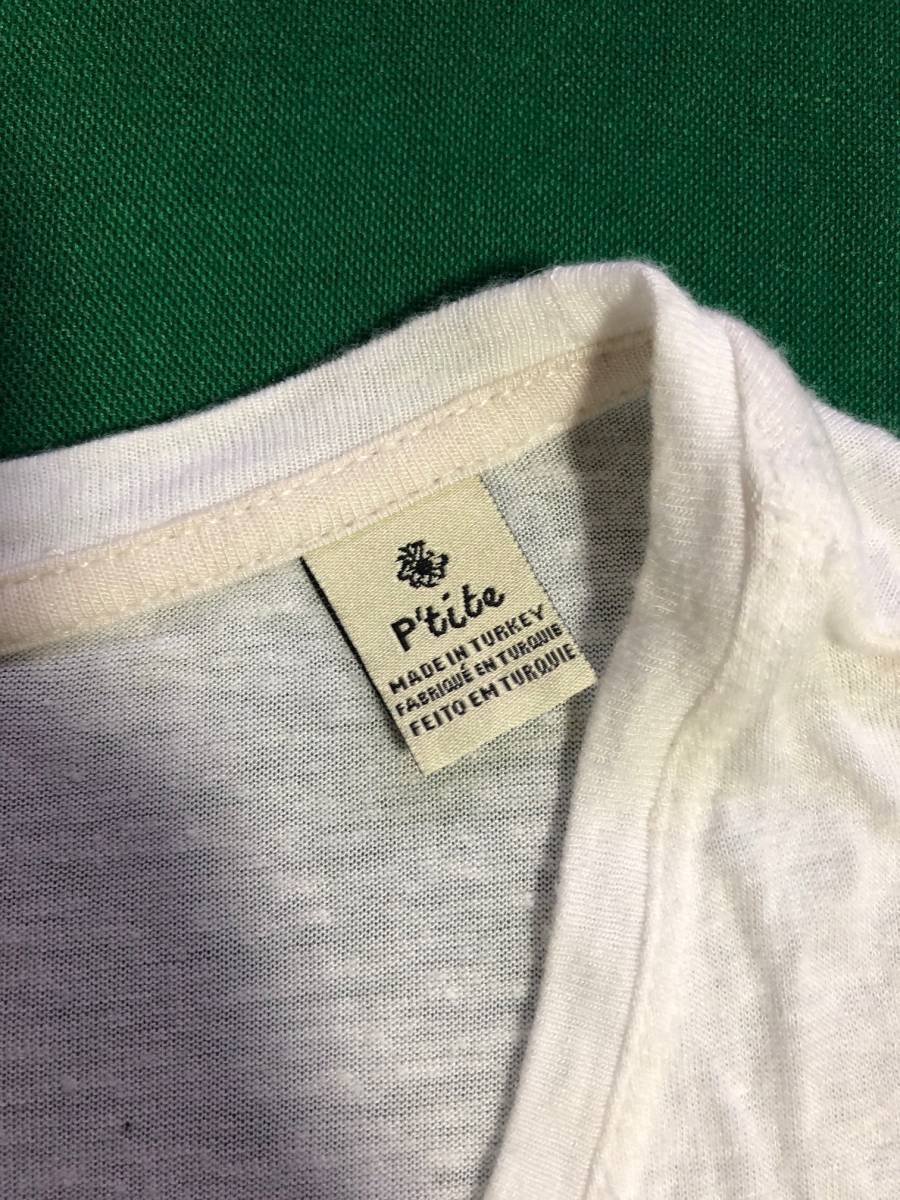 P'tite
MADE IN TURKEY
FABRIQUÉ EN TURQUIE
FEITO EM TURQUIE